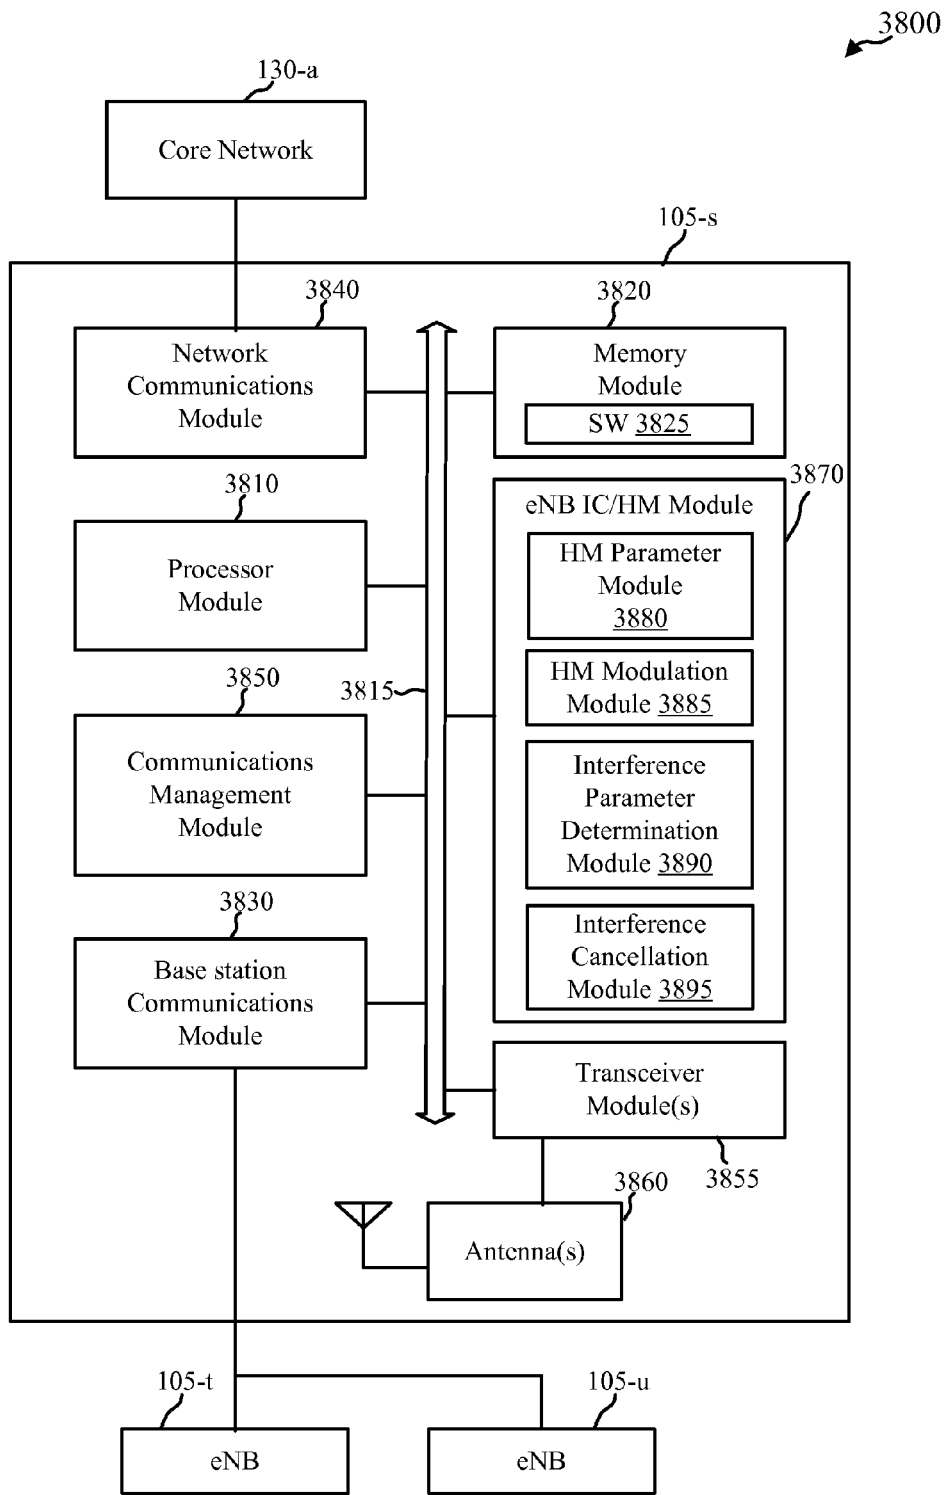 3800
130-a
Core Network
105-s
3840
Network
Communications
Module
3820
Memory
Module
SW 3825
3810
Processor
Module
3870
eNB IC/HM Module
HM Parameter
Module
3880
HM Modulation
Module 3885
Interference
Parameter
Determination
Module 3890
Interference
Cancellation
Module 3895
3815
3850
Communications
Management
Module
3830
Base station
Communications
Module
Transceiver
Module(s)
3855
3860
Antenna(s)
105-t
eNB
105-u
eNB